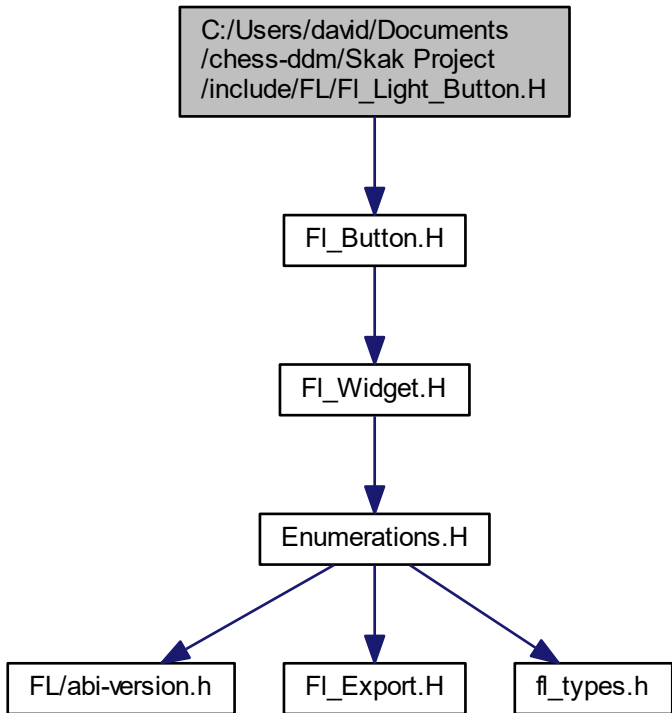 C:/Users/david/Documents
/chess-ddm/Skak Project
/include/FL/Fl_Light_Button.H
Fl_Button.H
Fl_Widget.H
Enumerations.H
FL/abi-version.h
Fl_Export.H
fl_types.h